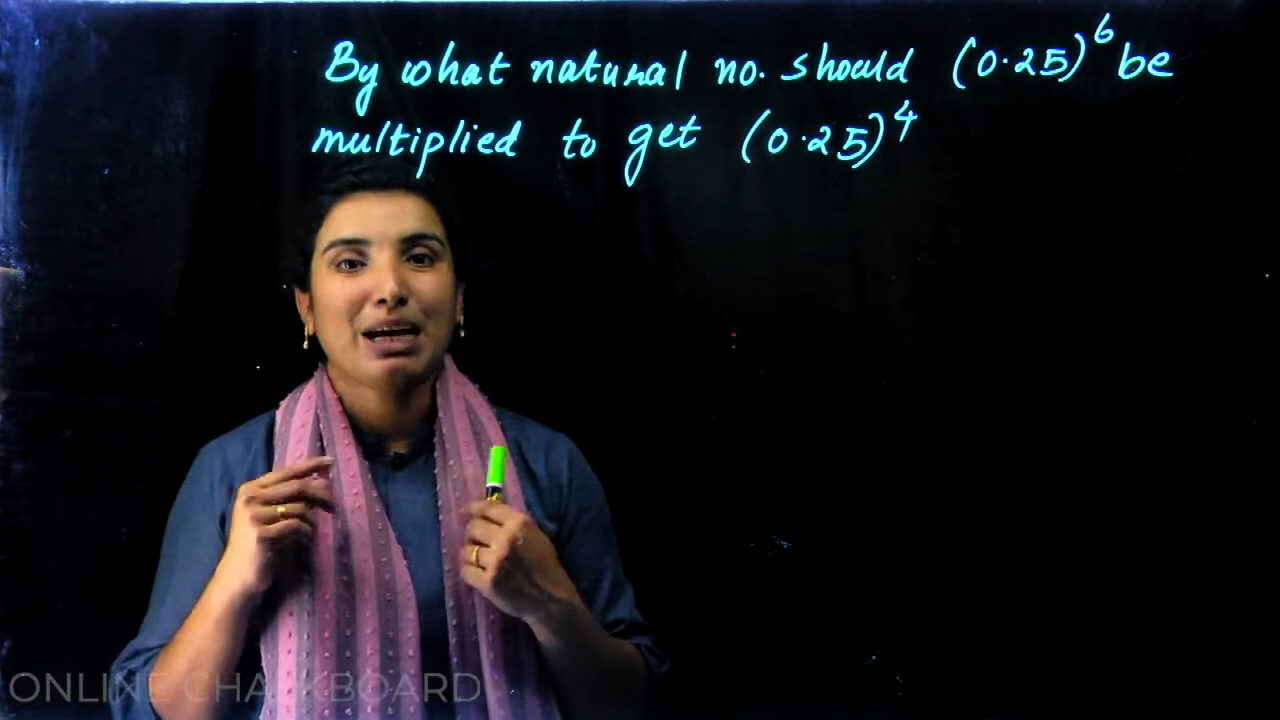 By what natural no. should (0.25)⁶ be
multiplied to get (0.25)⁴
ONLINE CHALKBOARD